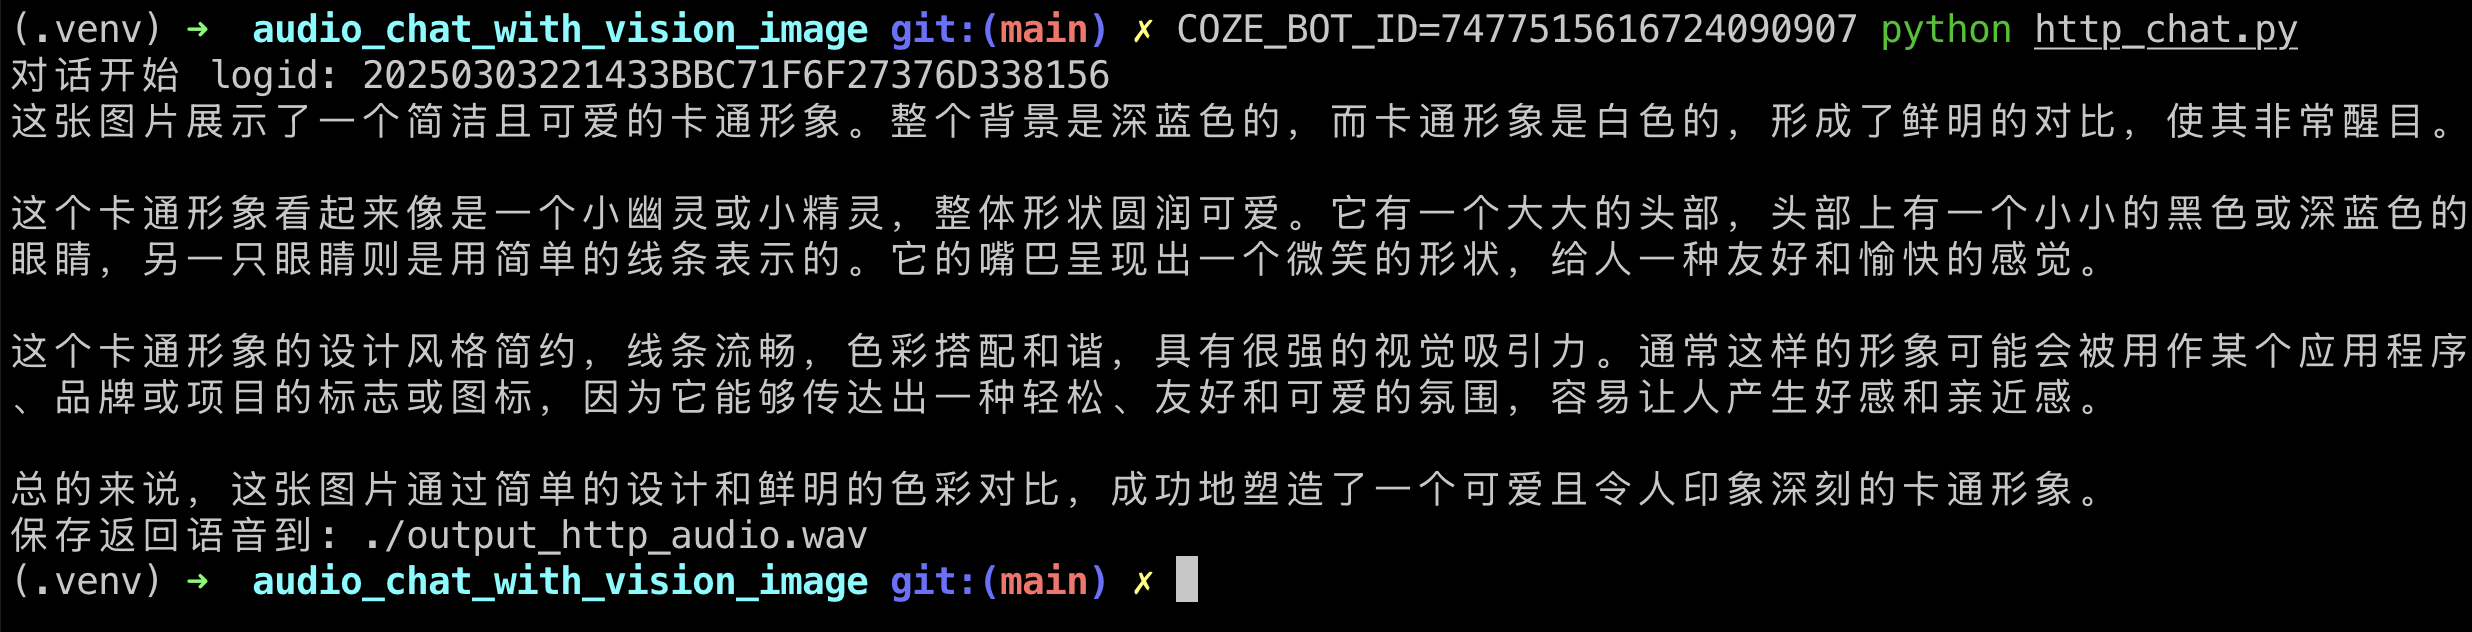 (.venv) ➜  audio_chat_with_vision_image git:(main) ✗ COZE_BOT_ID=7477515616724090907 python http_chat.py
对话开始 logid: 20250303221433BBC71F6F27376D338156
这张图片展示了一个简洁且可爱的卡通形象。整个背景是深蓝色的，而卡通形象是白色的，形成了鲜明的对比，使其非常醒目。
这个卡通形象看起来像是一个小幽灵或小精灵，整体形状圆润可爱。它有一个大大的头部，头部上有一个小小的黑色或深蓝色的
眼睛，另一只眼睛则是用简单的线条表示的。它的嘴巴呈现出一个微笑的形状，给人一种友好和愉快的感觉。
这个卡通形象的设计风格简约，线条流畅，色彩搭配和谐，具有很强的视觉吸引力。通常这样的形象可能会被用作某个应用程序
、品牌或项目的标志或图标，因为它能够传达出一种轻松、友好和可爱的氛围，容易让人产生好感和亲近感。
总的来说，这张图片通过简单的设计和鲜明的色彩对比，成功地塑造了一个可爱且令人印象深刻的卡通形象。
保存返回语音到: ./output_http_audio.wav
(.venv) ➜  audio_chat_with_vision_image git:(main) ✗